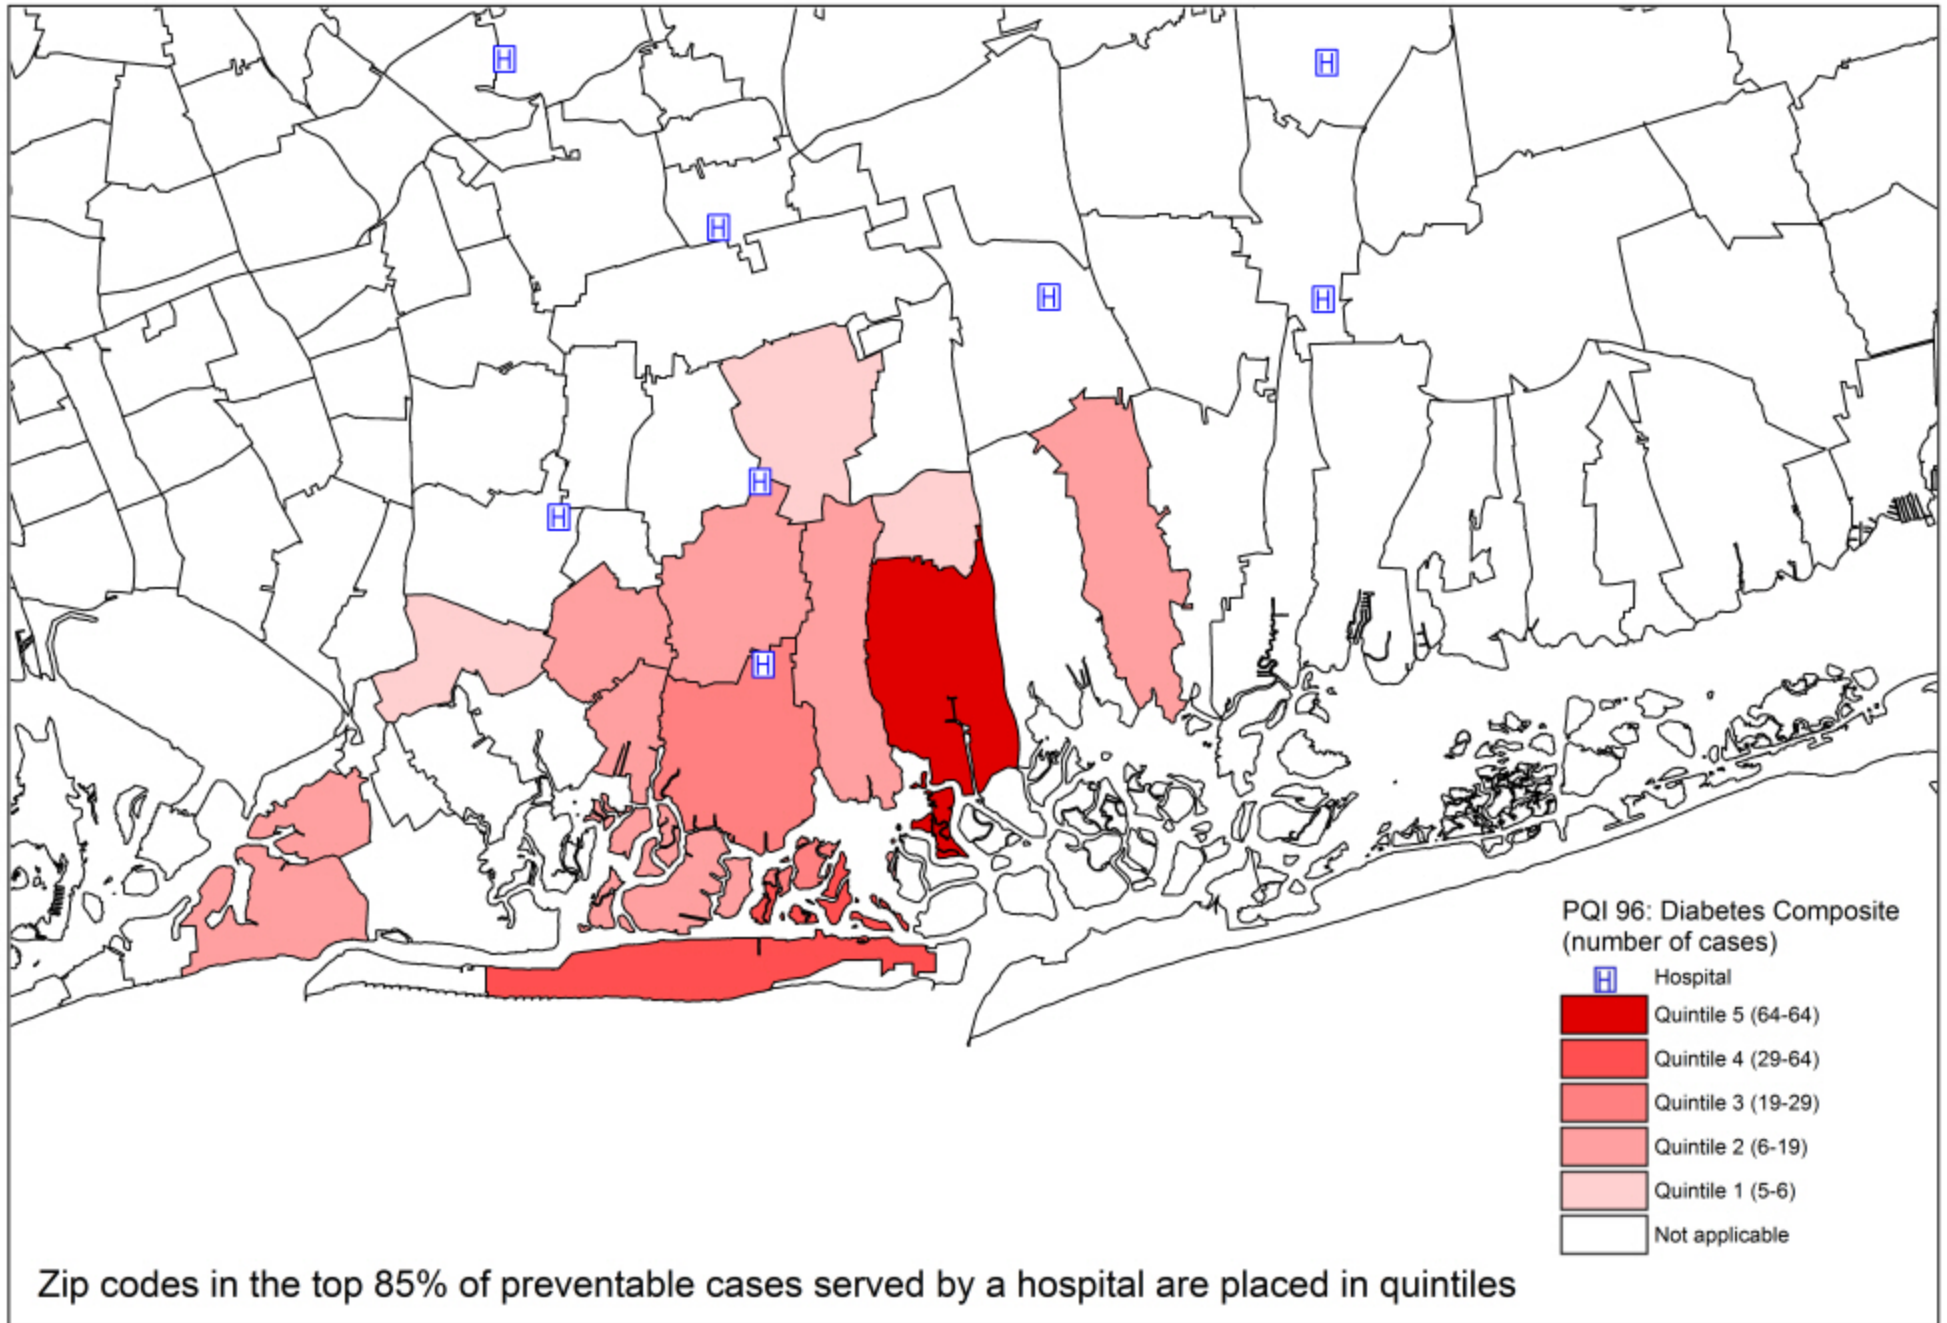 H
H
H
H
H
H
H
H
PQI 96: Diabetes Composite
(number of cases)
H Hospital
Quintile 5 (64-64)
Quintile 4 (29-64)
Quintile 3 (19-29)
Quintile 2 (6-19)
Quintile 1 (5-6)
Not applicable
Zip codes in the top 85% of preventable cases served by a hospital are placed in quintiles